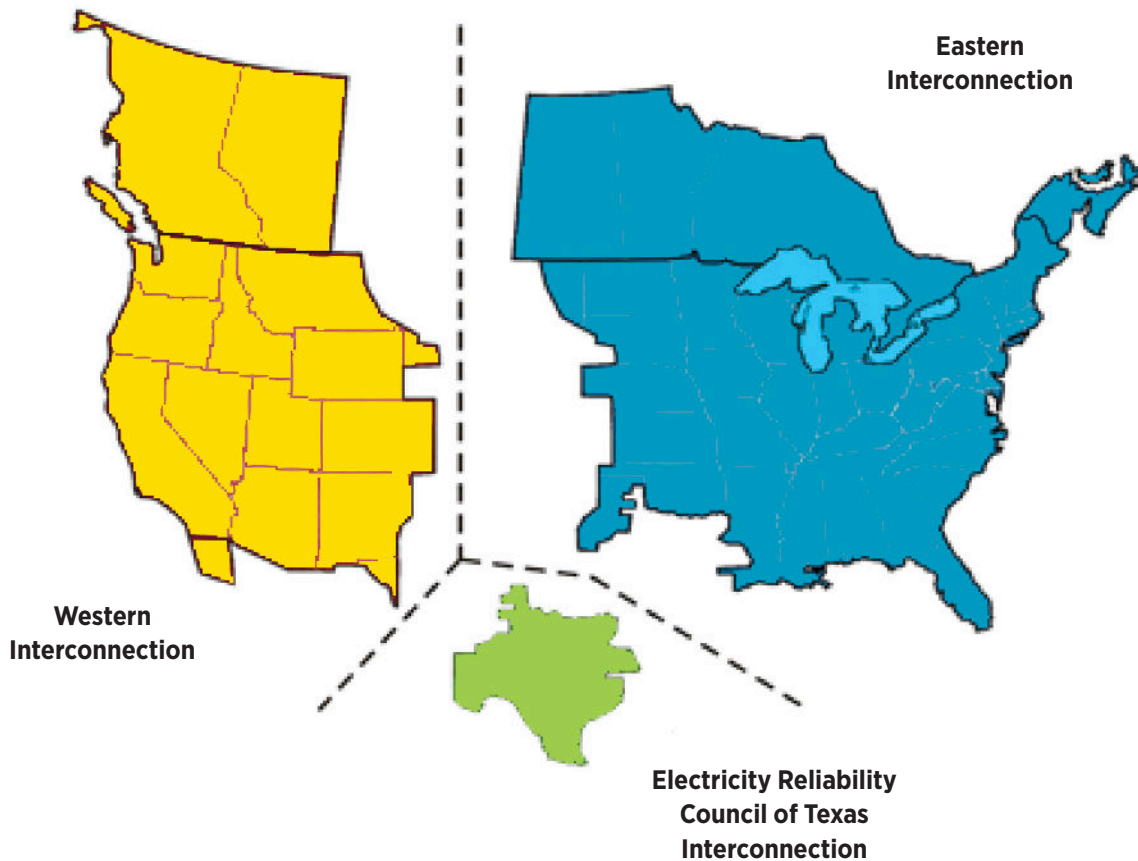 Eastern
Interconnection
Western
Interconnection
Electricity Reliability
Council of Texas
Interconnection